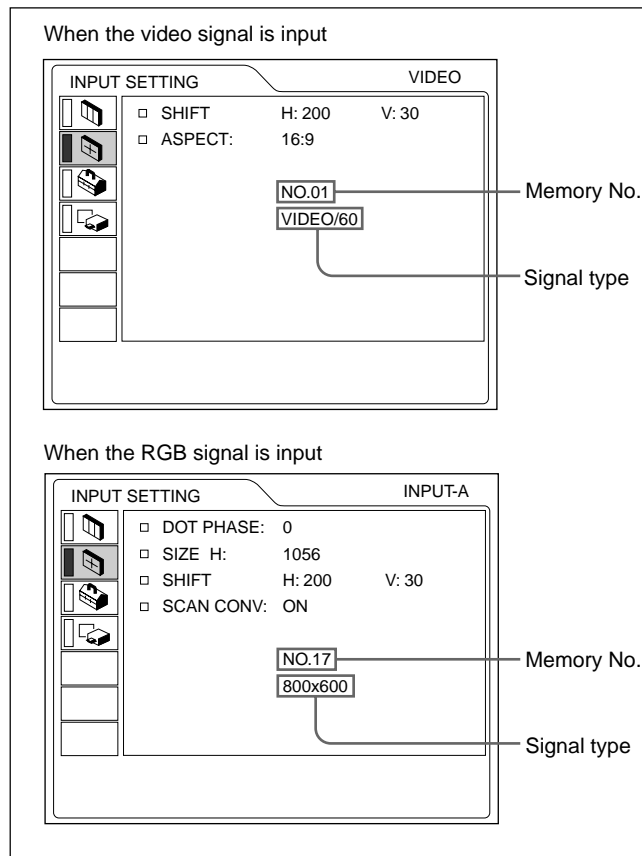 When the video signal is input
INPUT SETTING VIDEO
SHIFT H: 200 V: 30
ASPECT: 16:9
NO.01 Memory No.
VIDEO/60
Signal type
When the RGB signal is input
INPUT SETTING INPUT-A
DOT PHASE: 0
SIZE H: 1056
SHIFT H: 200 V: 30
SCAN CONV: ON
NO.17 Memory No.
800x600
Signal type